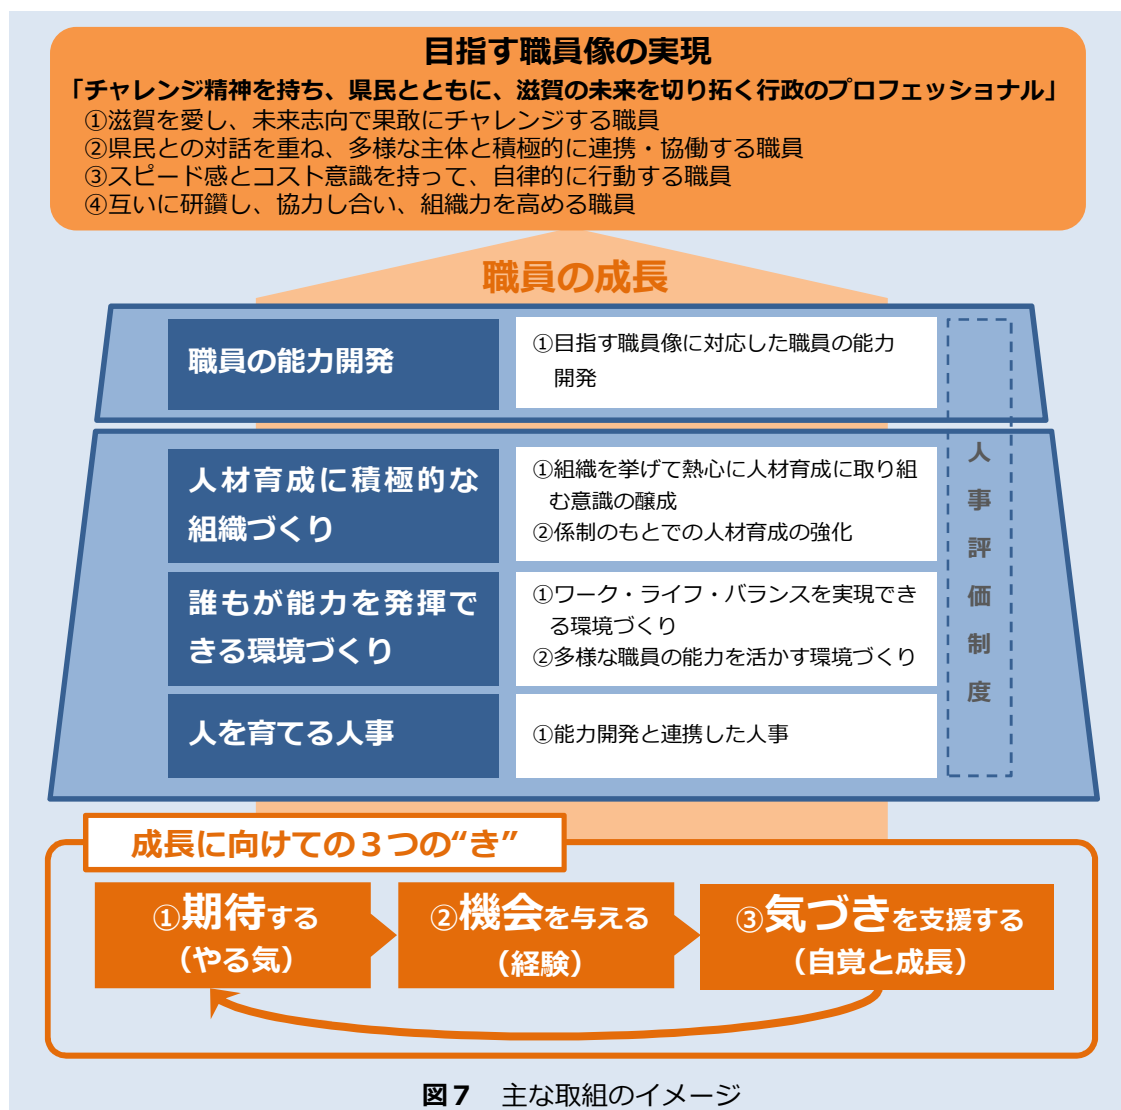 目指す職員像の実現
「チャレンジ精神を持ち、県民とともに、滋賀の未来を切り拓く行政のプロフェッショナル」
①滋賀を愛し、未来志向で果敢にチャレンジする職員
②県民との対話を重ね、多様な主体と積極的に連携・協働する職員
③スピード感とコスト意識を持って、自律的に行動する職員
④互いに研鑽し、協力し合い、組織力を高める職員
職員の成長
職員の能力開発
①目指す職員像に対応した職員の能力
開発
人材育成に積極的な
組織づくり
①組織を挙げて熱心に人材育成に取り組
む意識の醸成
②係制のもとでの人材育成の強化
誰もが能力を発揮で
きる環境づくり
①ワーク・ライフ・バランスを実現でき
る環境づくり
②多様な職員の能力を活かす環境づくり
人を育てる人事
①能力開発と連携した人事
人事評価制度
成長に向けての３つの“き”
①期待する
（やる気）
②機会を与える
（経験）
③気づきを支援する
（自覚と成長）
図７　主な取組のイメージ